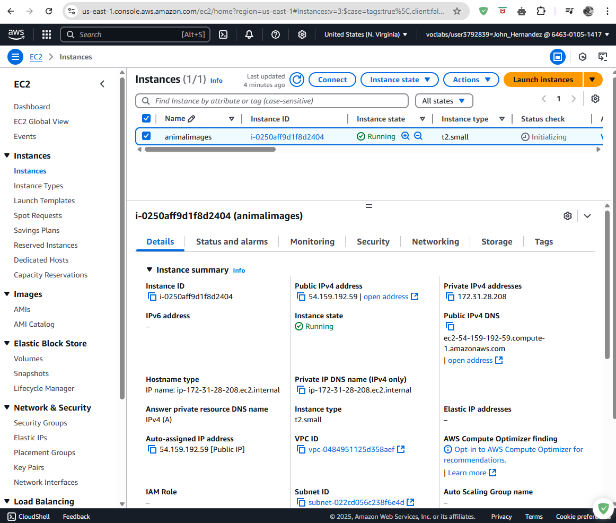 us-east-1.console.aws.amazon.com/ec2/home?region=us-east-1#Instances:v=3;$case=tags:true%5C,client:fal...
aws Search [Alt+S] United States (N. Virginia) voclabs/user3792839=John_Hernandez @ 6463-0105-1417
EC2 > Instances
EC2
Dashboard
EC2 Global View
Events
Instances
Instances
Instance Types
Launch Templates
Spot Requests
Savings Plans
Reserved Instances
Dedicated Hosts
Capacity Reservations
Images
AMIs
AMI Catalog
Elastic Block Store
Volumes
Snapshots
Lifecycle Manager
Network & Security
Security Groups
Elastic IPs
Placement Groups
Key Pairs
Network Interfaces
Load Balancing
Instances (1/1) Info
Last updated
4 minutes ago
Connect Instance state Actions Launch instances
Find Instance by attribute or tag (case-sensitive) All states 1
Name Instance ID Instance state Instance type Status check
animalimages i-0250aff9d1f8d2404 Running t2.small Initializing
i-0250aff9d1f8d2404 (animalimages)
Details Status and alarms Monitoring Security Networking Storage Tags
Instance summary Info
Instance ID
i-0250aff9d1f8d2404
Public IPv4 address
54.159.192.59 | open address
Private IPv4 addresses
172.31.28.208
IPv6 address
–
Instance state
Running
Public IPv4 DNS
ec2-54-159-192-59.compute-
1.amazonaws.com
| open address
Hostname type
IP name: ip-172-31-28-208.ec2.internal
Private IP DNS name (IPv4 only)
ip-172-31-28-208.ec2.internal
Answer private resource DNS name
IPv4 (A)
Instance type
t2.small
Elastic IP addresses
–
Auto-assigned IP address
54.159.192.59 [Public IP]
VPC ID
vpc-0484951125d358aef
AWS Compute Optimizer finding
Opt-in to AWS Compute Optimizer for
recommendations.
| Learn more
IAM Role
–
Subnet ID
subnet-022cd056c238f6e4d
Auto Scaling Group name
–
CloudShell Feedback © 2025, Amazon Web Services, Inc. or its affiliates. Privacy Terms Cookie prefere